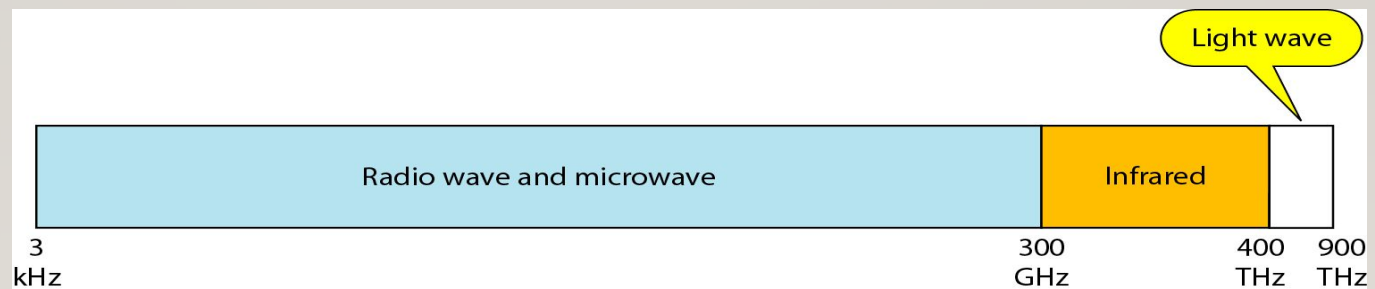 Light wave
Radio wave and microwave
Infrared
3 300 400 900
kHz GHz THz THz